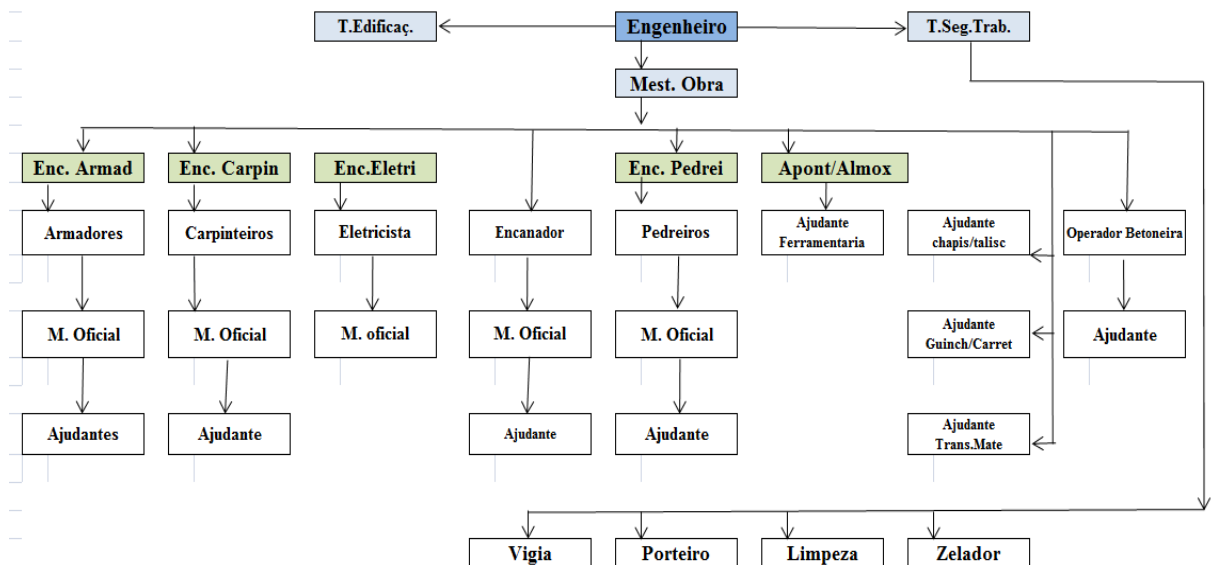 T.Edificaç.
Engenheiro
T.Seg.Trab.
Mest. Obra
Enc. Armad
Enc. Carpin
Enc.Eletri
Enc. Pedrei
Apont/Almox
Armadores
Carpinteiros
Eletricista
Encanador
Pedreiros
Ajudante
Ferramentaria
Ajudante
chapis/talisc
Operador Betoneira
M. Oficial
M. Oficial
M. oficial
M. Oficial
M. Oficial
Ajudante
Guinch/Carret
Ajudante
Ajudantes
Ajudante
Ajudante
Ajudante
Ajudante
Trans.Mate
Vigia
Porteiro
Limpeza
Zelador